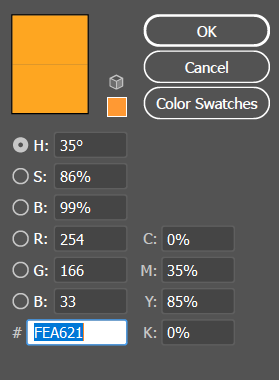 OK
Cancel
Color Swatches
H: 35°
S: 86%
B: 99%
R: 254 C: 0%
G: 166 M: 35%
B: 33 Y: 85%
# FEA621 K: 0%